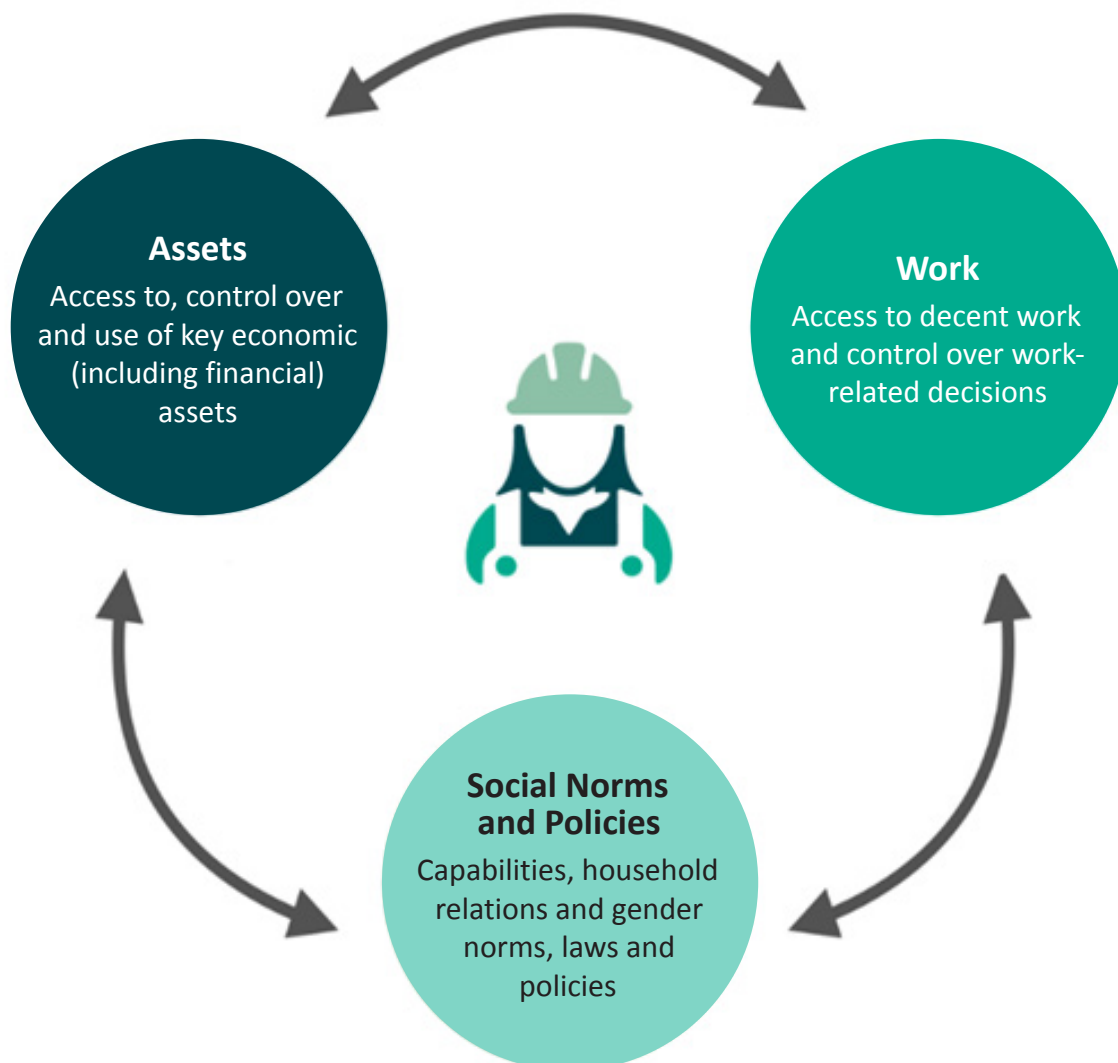 Assets
Access to, control over
and use of key economic
(including financial)
assets
Work
Access to decent work
and control over work-
related decisions
Social Norms
and Policies
Capabilities, household
relations and gender
norms, laws and
policies